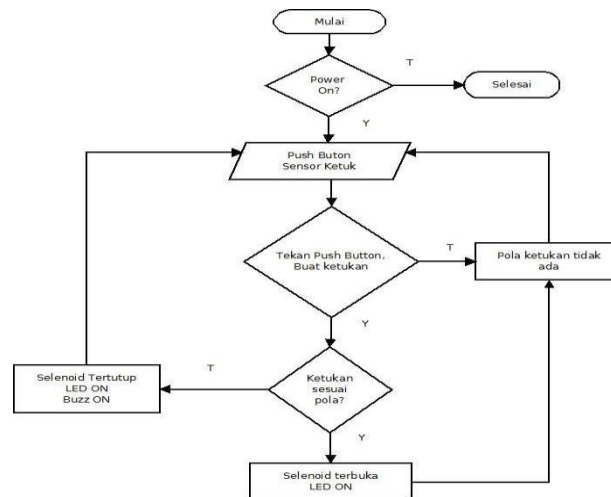 Mulai
Power
On?
T
Selesai
Y
Push Buton
Sensor Ketuk
Tekan Push Button,
Buat ketukan
T
Pola ketukan tidak
ada
Y
Selenoid Tertutup
LED ON
Buzz ON
T
Ketukan
sesuai
pola?
Y
Selenoid terbuka
LED ON